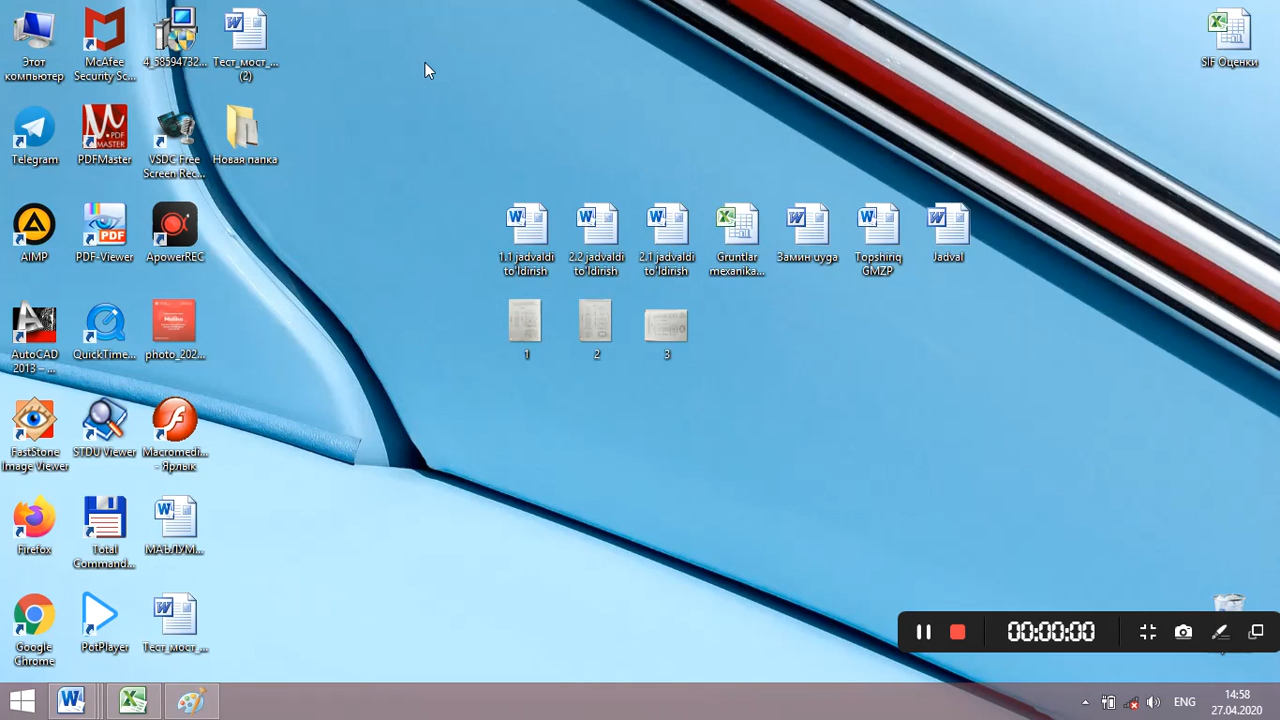 Этот
компьютер
McAfee
Security Sc...
4_58594732...
Тест_мост_...
(2)
SIF Оценки
Telegram
PDFMaster
VSDC Free
Screen Rec...
Новая папка
AIMP
PDF-Viewer
ApowerREC
1.1.jadvaldi
to'ldirish
2.2.jadvaldi
to'ldirish
2.1.jadvaldi
to'ldirish
Gruntlar
mexanika...
Замин uyga
Topshiriq
GMZP
Jadval
AutoCAD
2013 – ...
QuickTime...
photo_202...
1
2
3
FastStone
Image Viewer
STDU Viewer
Macromedi...
- Ярлык
Firefox
Total
Command...
МАЪЛУМ...
Google
Chrome
PotPlayer
Тест_мост_...
00:00:00
ENG
14:58
27.04.2020